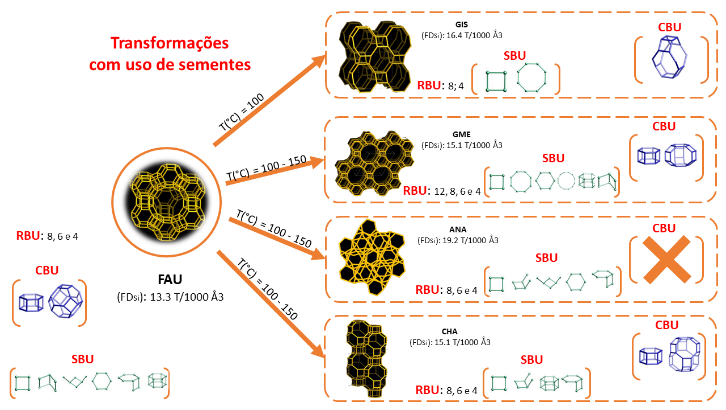 Transformações
com uso de sementes
T(°C) = 100
T(°C) = 100 - 150
T(°C) = 100 - 150
T(°C) = 100 - 150
RBU: 8, 6 e 4
CBU
SBU
FAU
(FDsi): 13.3 T/1000 Å3
GIS
(FDsi): 16.4 T/1000 Å3
SBU
RBU: 8; 4
CBU
GME
(FDsi): 15.1 T/1000 Å3
SBU
RBU: 12, 8, 6 e 4
CBU
ANA
(FDsi): 19.2 T/1000 Å3
SBU
RBU: 8, 6 e 4
CBU
CHA
(FDsi): 15.1 T/1000 Å3
SBU
RBU: 8, 6 e 4
CBU